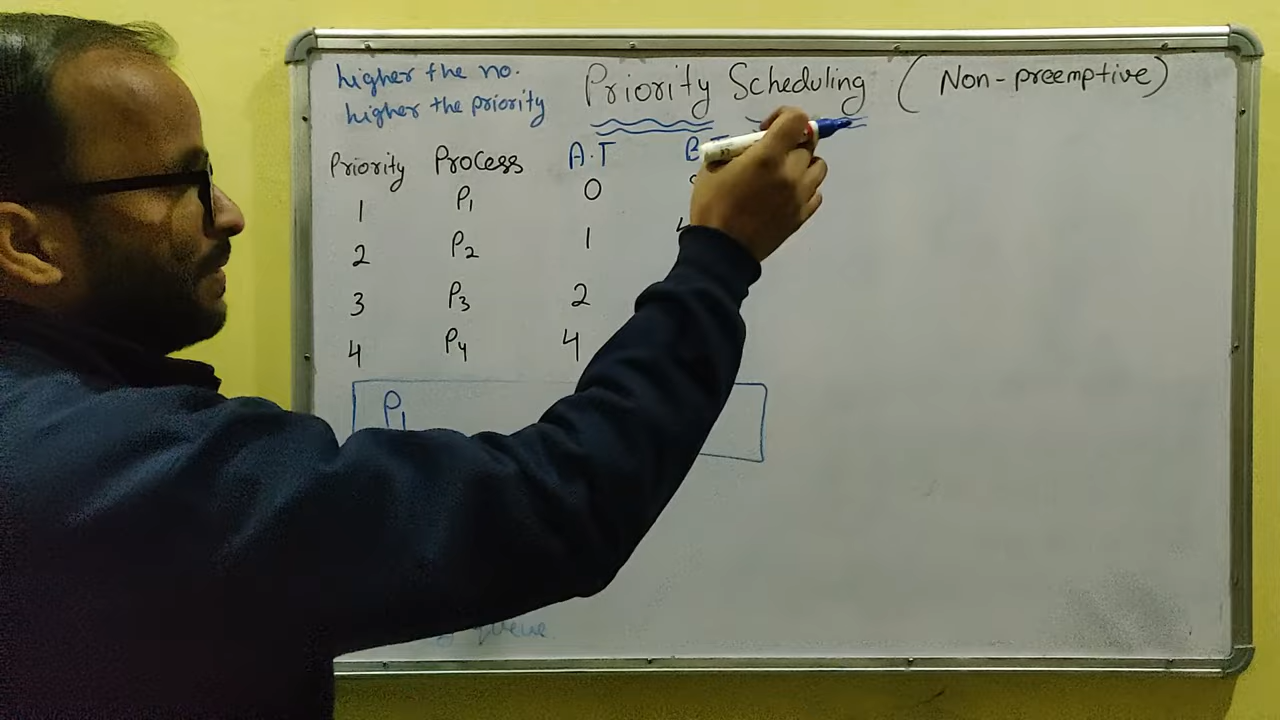 higher the no.
higher the priority
Priority Scheduling (Non-preemptive)
Priority Process A.T
1 P1 0
2 P2 1
3 P3 2
4 P4 4
P1
queue